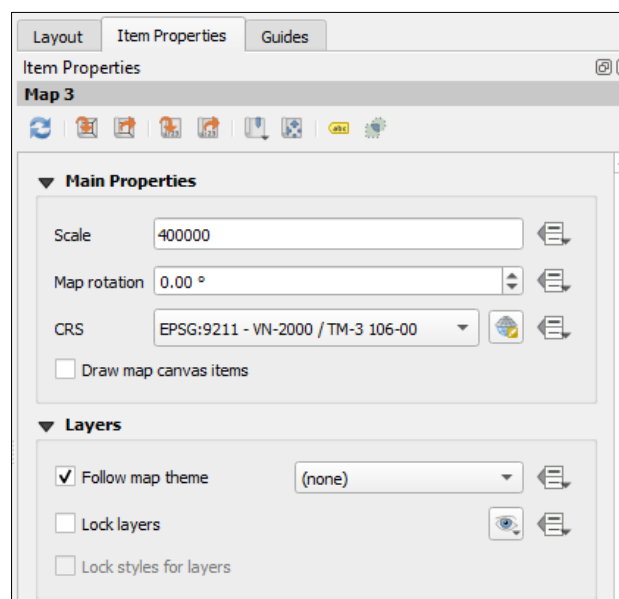 Layout Item Properties Guides
Item Properties
Map 3
abc
Main Properties
Scale 400000
Map rotation 0.00 °
CRS EPSG:9211 - VN-2000 / TM-3 106-00
Draw map canvas items
Layers
Follow map theme (none)
Lock layers
Lock styles for layers